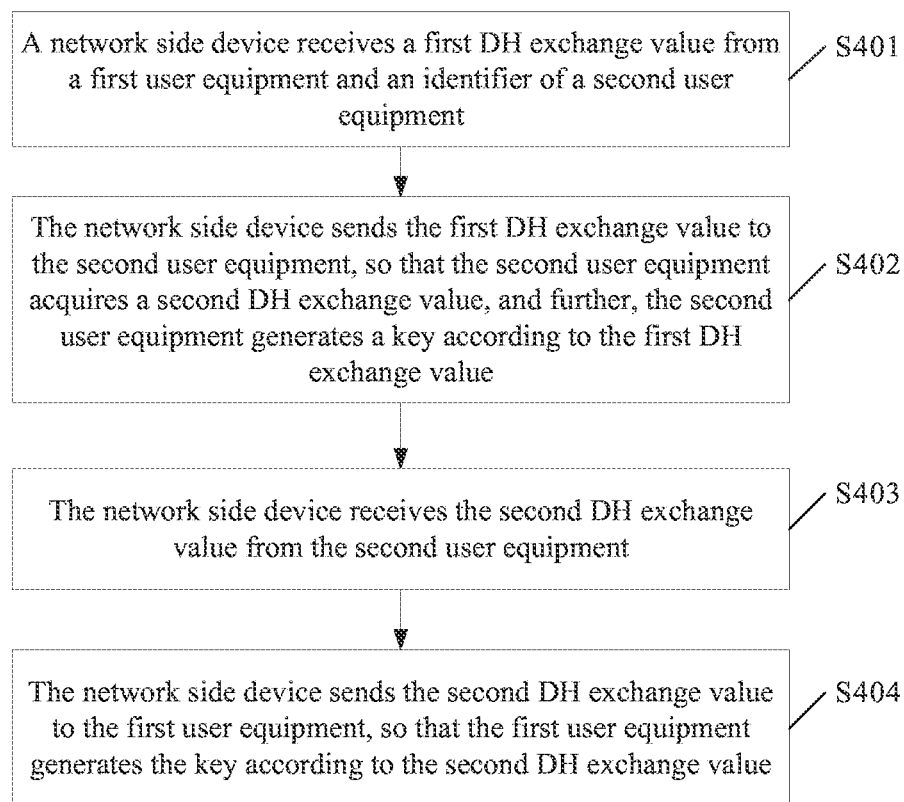 A network side device receives a first DH exchange value from
a first user equipment and an identifier of a second user
equipment
S401
The network side device sends the first DH exchange value to
the second user equipment, so that the second user equipment
acquires a second DH exchange value, and further, the second
user equipment generates a key according to the first DH
exchange value
S402
The network side device receives the second DH exchange
value from the second user equipment
S403
The network side device sends the second DH exchange value
to the first user equipment, so that the first user equipment
generates the key according to the second DH exchange value
S404